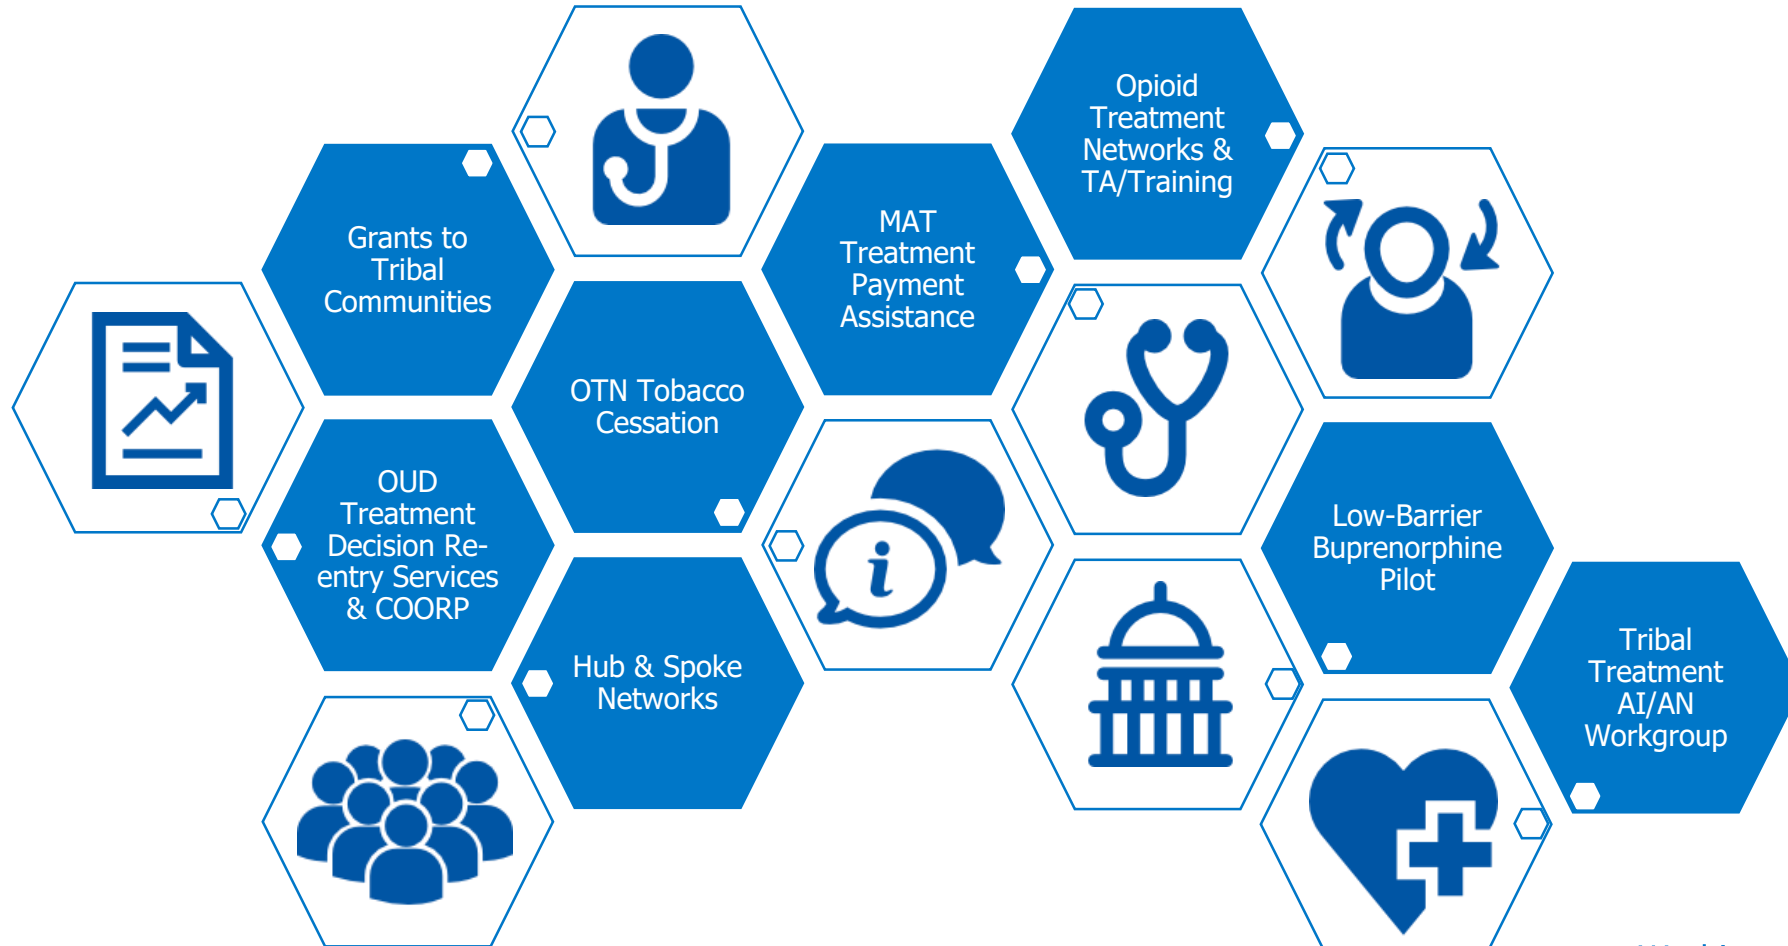 Opioid
Treatment
Networks &
TA/Training
Grants to
Tribal
Communities
MAT
Treatment
Payment
Assistance
OTN Tobacco
Cessation
OUD
Treatment
Decision Re-
entry Services
& COORP
i
Low-Barrier
Buprenorphine
Pilot
Hub & Spoke
Networks
Tribal
Treatment
AI/AN
Workgroup